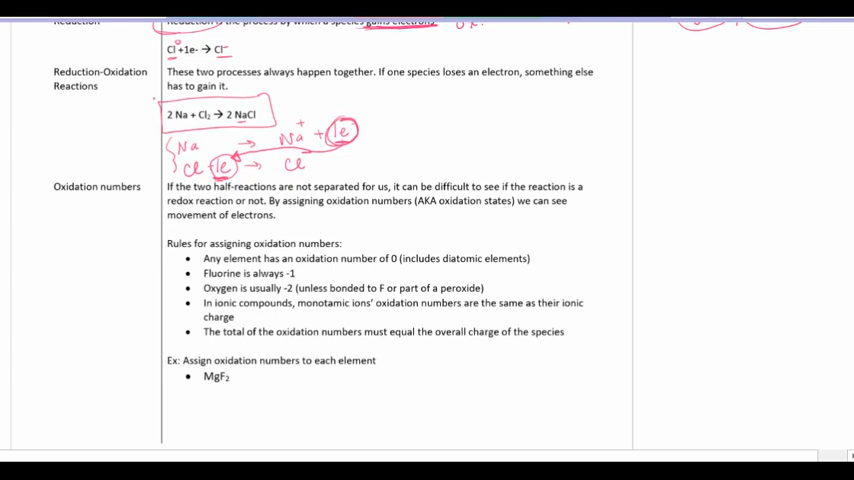 Reduction Reduction is the process by which a species gains electrons
Cl +1e- → Cl⁻
Reduction-Oxidation These two processes always happen together. If one species loses an electron, something else
Reactions has to gain it.
2 Na + Cl₂ → 2 NaCl
Na → Na⁺ + 1e⁻
Cl + 1e⁻ → Cl
Oxidation numbers If the two half-reactions are not separated for us, it can be difficult to see if the reaction is a
redox reaction or not. By assigning oxidation numbers (AKA oxidation states) we can see
movement of electrons.
Rules for assigning oxidation numbers:
• Any element has an oxidation number of 0 (includes diatomic elements)
• Fluorine is always -1
• Oxygen is usually -2 (unless bonded to F or part of a peroxide)
• In ionic compounds, monotamic ions' oxidation numbers are the same as their ionic
charge
• The total of the oxidation numbers must equal the overall charge of the species
Ex: Assign oxidation numbers to each element
• MgF₂